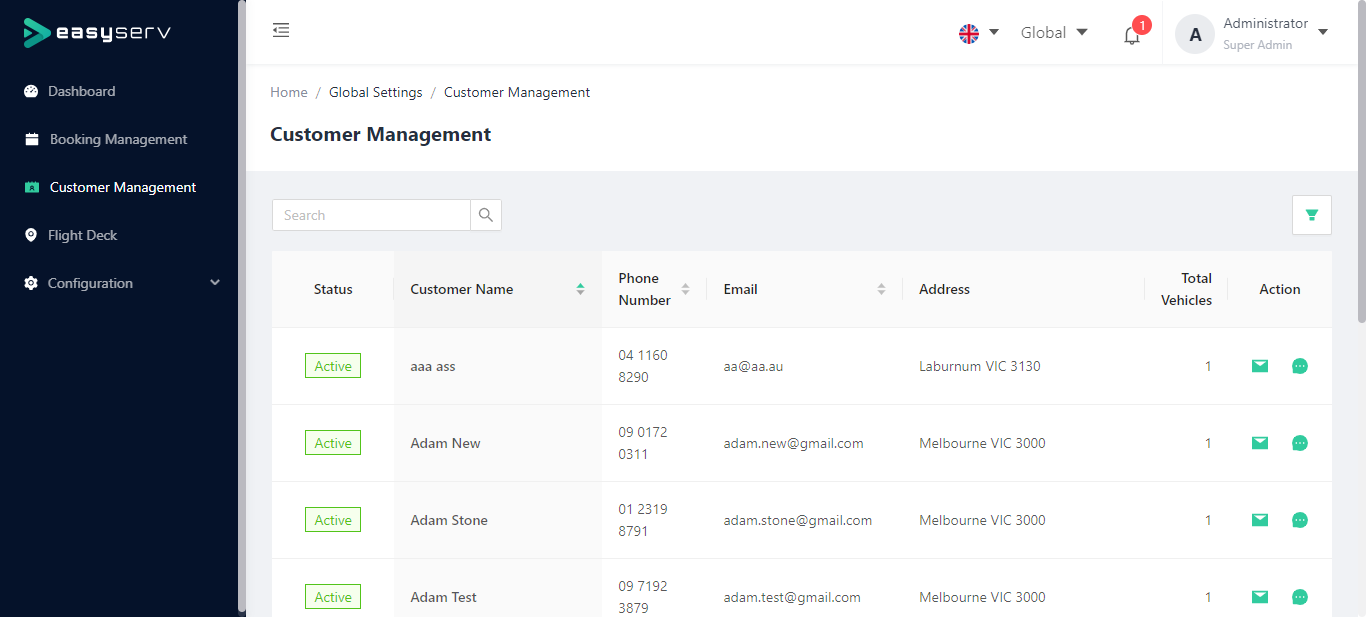 easyserv
Dashboard
Booking Management
Customer Management
Flight Deck
Configuration
Global
1
A
Administrator
Super Admin
Home / Global Settings / Customer Management
Customer Management
Search
Status
Customer Name
Phone
Number
Email
Address
Total
Vehicles
Action
Active
aaa ass
04 1160
8290
aa@aa.au
Laburnum VIC 3130
1
Active
Adam New
09 0172
0311
adam.new@gmail.com
Melbourne VIC 3000
1
Active
Adam Stone
01 2319
8791
adam.stone@gmail.com
Melbourne VIC 3000
1
Active
Adam Test
09 7192
3879
adam.test@gmail.com
Melbourne VIC 3000
1